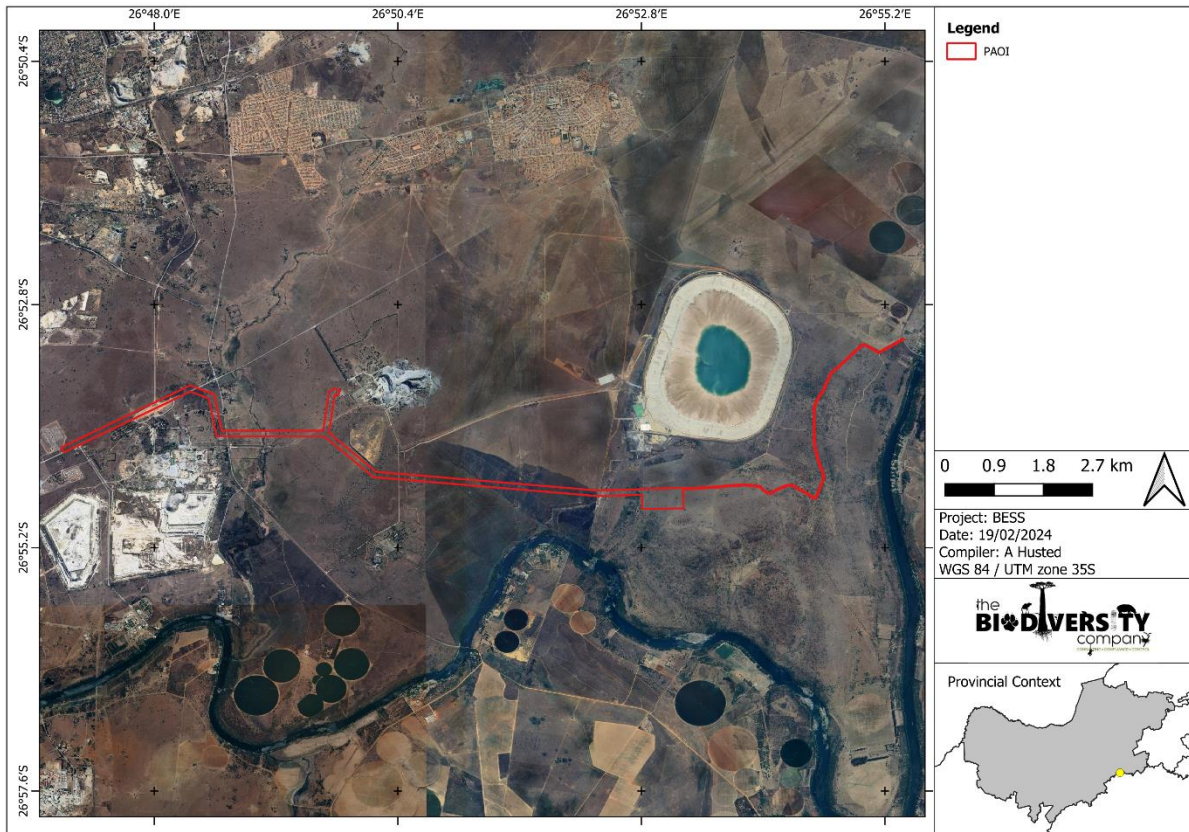 26°48.0'E
26°50.4'E
26°52.8'E
26°55.2'E
26°50.4'S
26°52.8'S
26°55.2'S
26°57.6'S
Legend
PAOI
0 0.9 1.8 2.7 km
Project: BESS
Date: 19/02/2024
Compiler: A Husted
WGS 84 / UTM zone 35S
the
BIODIVERSITY
company
Provincial Context